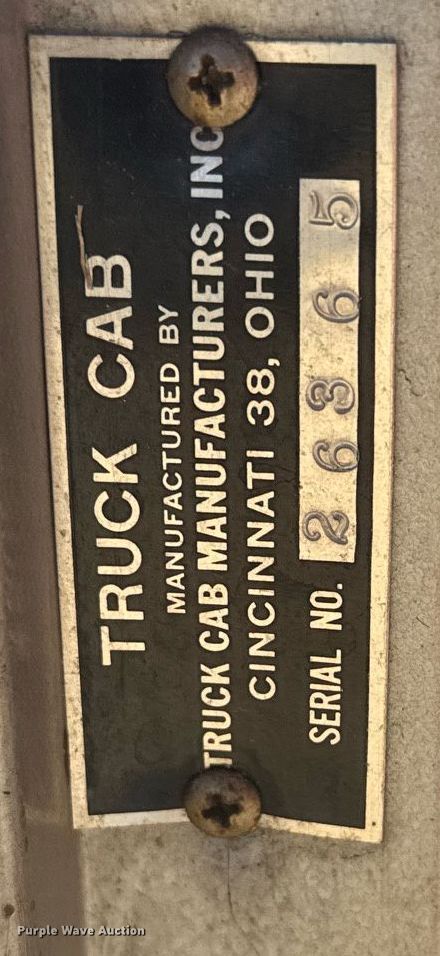 TRUCK CAB
MANUFACTURED BY
TRUCK CAB MANUFACTURERS, INC
CINCINNATI 38, OHIO
SERIAL NO. 26365
Purple Wave Auction